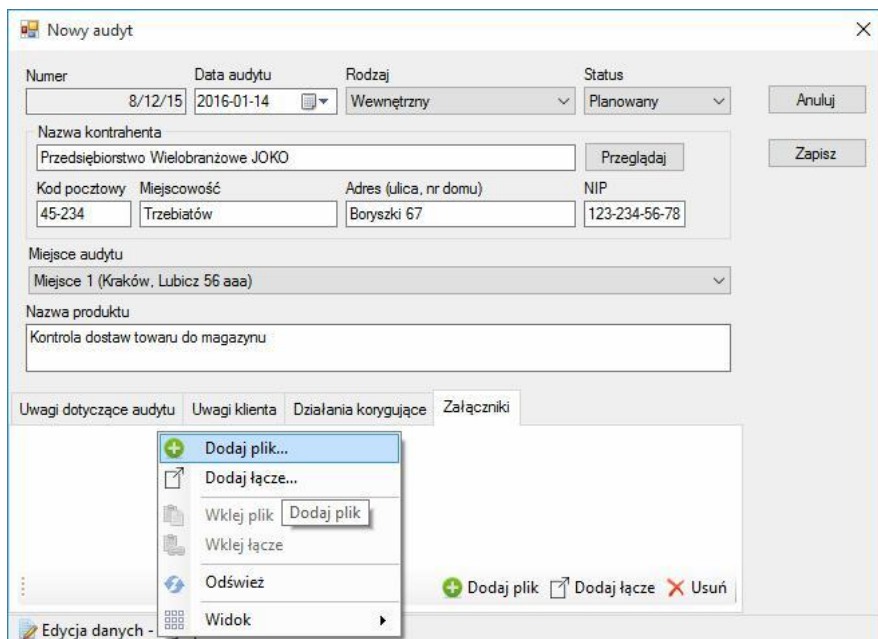 Nowy audyt
Numer Data audytu Rodzaj Status
8/12/15 2016-01-14 Wewnętrzny Planowany Anuluj
Nazwa kontrahenta
Przedsiębiorstwo Wielobranżowe JOKO Przeglądaj Zapisz
Kod pocztowy Miejscowość Adres (ulica, nr domu) NIP
45-234 Trzebiatów Boryszki 67 123-234-56-78
Miejsce audytu
Miejsce 1 (Kraków, Lubicz 56 aaa)
Nazwa produktu
Kontrola dostaw towaru do magazynu
Uwagi dotyczące audytu Uwagi klienta Działania korygujące Załączniki
Dodaj plik...
Dodaj łącze...
Wklej plik Dodaj plik
Wklej łącze
Odśwież Dodaj plik Dodaj łącze Usuń
Widok
Edycja danych -